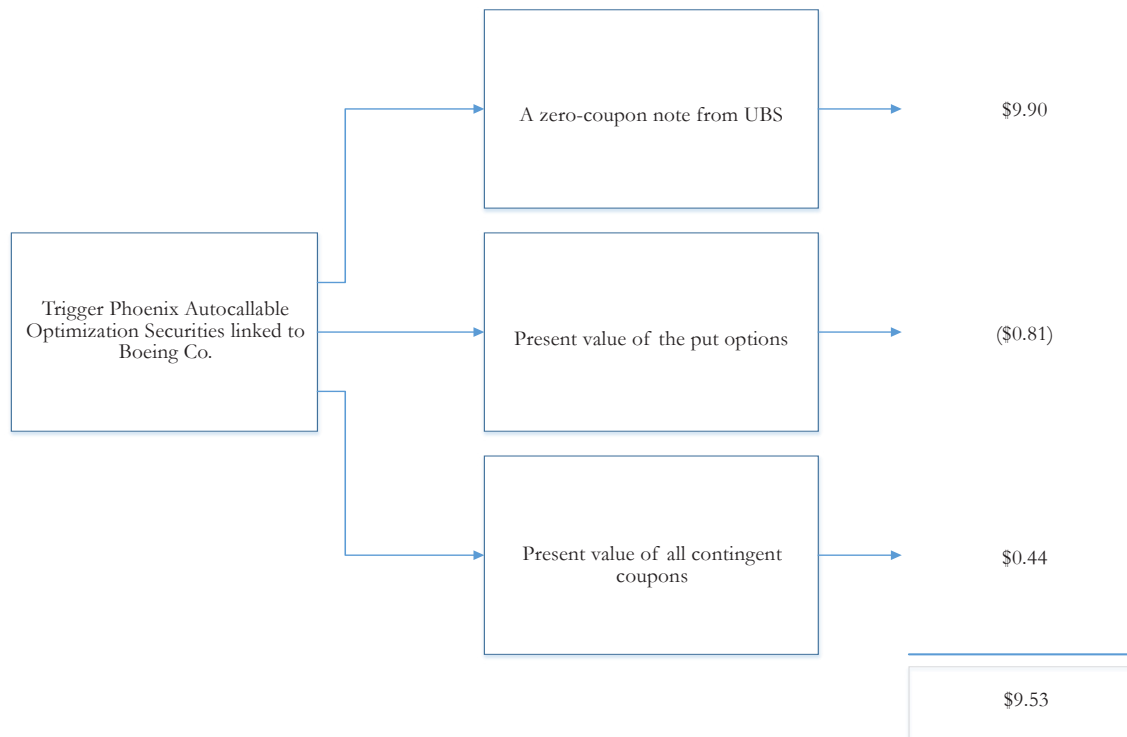 A zero-coupon note from UBS
$9.90
Trigger Phoenix Autocallable
Optimization Securities linked to
Boeing Co.
Present value of the put options
($0.81)
Present value of all contingent
coupons
$0.44
$9.53